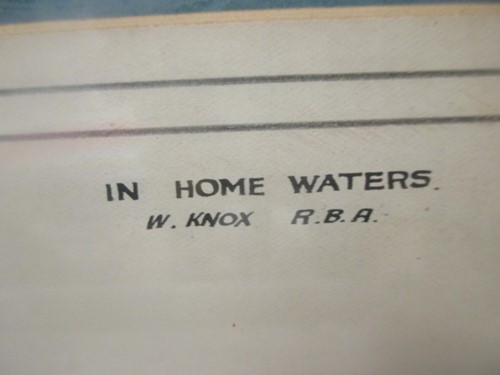 IN HOME WATERS.
W. KNOX R.B.A.